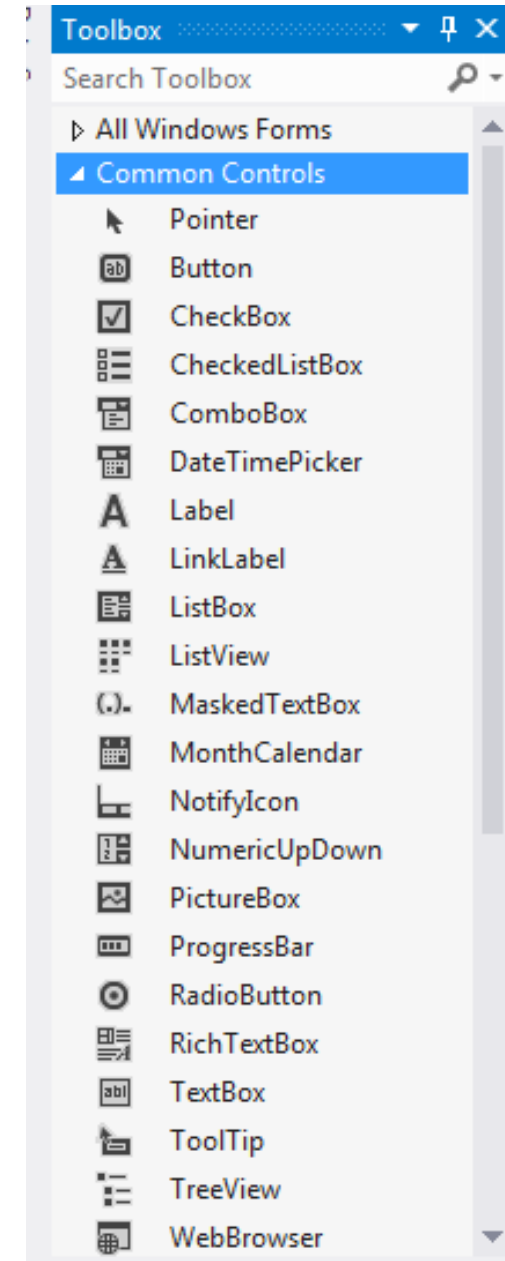 Toolbox
Search Toolbox
All Windows Forms
Common Controls
Pointer
Button
CheckBox
CheckedListBox
ComboBox
DateTimePicker
Label
LinkLabel
ListBox
ListView
MaskedTextBox
MonthCalendar
NotifyIcon
NumericUpDown
PictureBox
ProgressBar
RadioButton
RichTextBox
TextBox
ToolTip
TreeView
WebBrowser